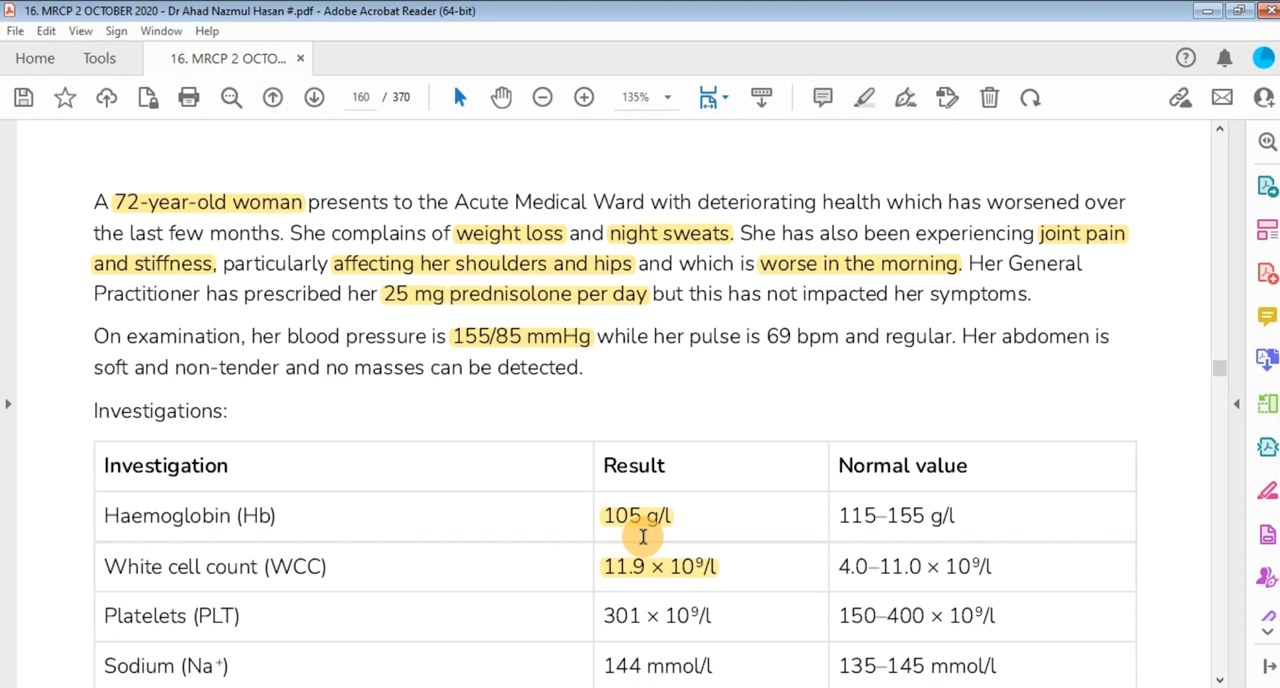 16. MRCP 2 OCTOBER 2020 - Dr Ahad Nazmul Hasan #.pdf - Adobe Acrobat Reader (64-bit)
File Edit View Sign Window Help
Home Tools 16. MRCP 2 OCTO... ×
160 / 370 135%
A 72-year-old woman presents to the Acute Medical Ward with deteriorating health which has worsened over
the last few months. She complains of weight loss and night sweats. She has also been experiencing joint pain
and stiffness, particularly affecting her shoulders and hips and which is worse in the morning. Her General
Practitioner has prescribed her 25 mg prednisolone per day but this has not impacted her symptoms.
On examination, her blood pressure is 155/85 mmHg while her pulse is 69 bpm and regular. Her abdomen is
soft and non-tender and no masses can be detected.
Investigations:
Investigation Result Normal value
Haemoglobin (Hb) 105 g/l 115–155 g/l
White cell count (WCC) 11.9 × 10⁹/l 4.0–11.0 × 10⁹/l
Platelets (PLT) 301 × 10⁹/l 150–400 × 10⁹/l
Sodium (Na⁺) 144 mmol/l 135–145 mmol/l